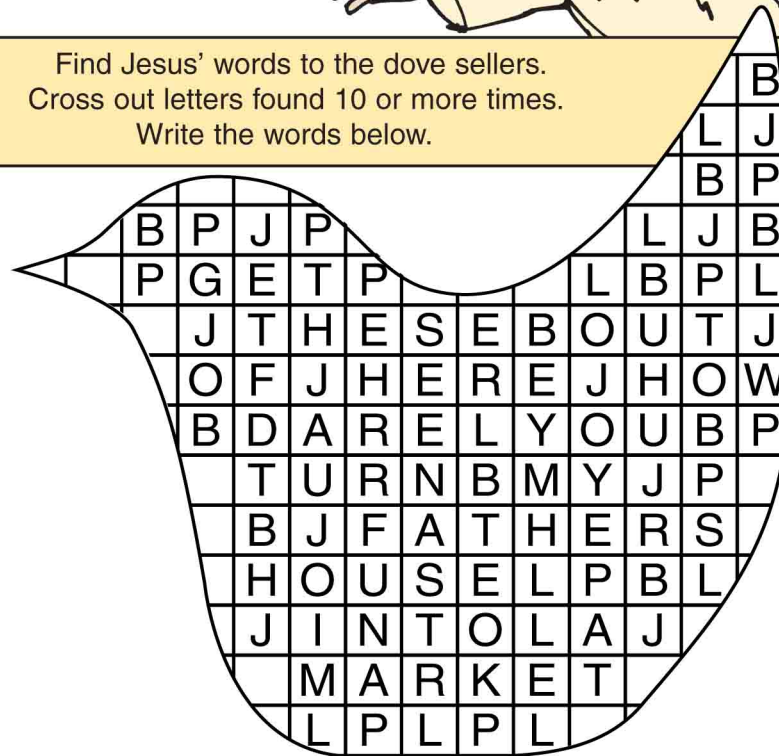 Find Jesus’ words to the dove sellers.
Cross out letters found 10 or more times.
Write the words below.
B
L J
B P
B P J P L J B
P G E T P L B P L
J T H E S E B O U T J
O F J H E R E J H O W
B D A R E L Y O U B P
T U R N B M Y J P
B J F A T H E R S
H O U S E L P B L
J I N T O L A J
M A R K E T
L P L P L